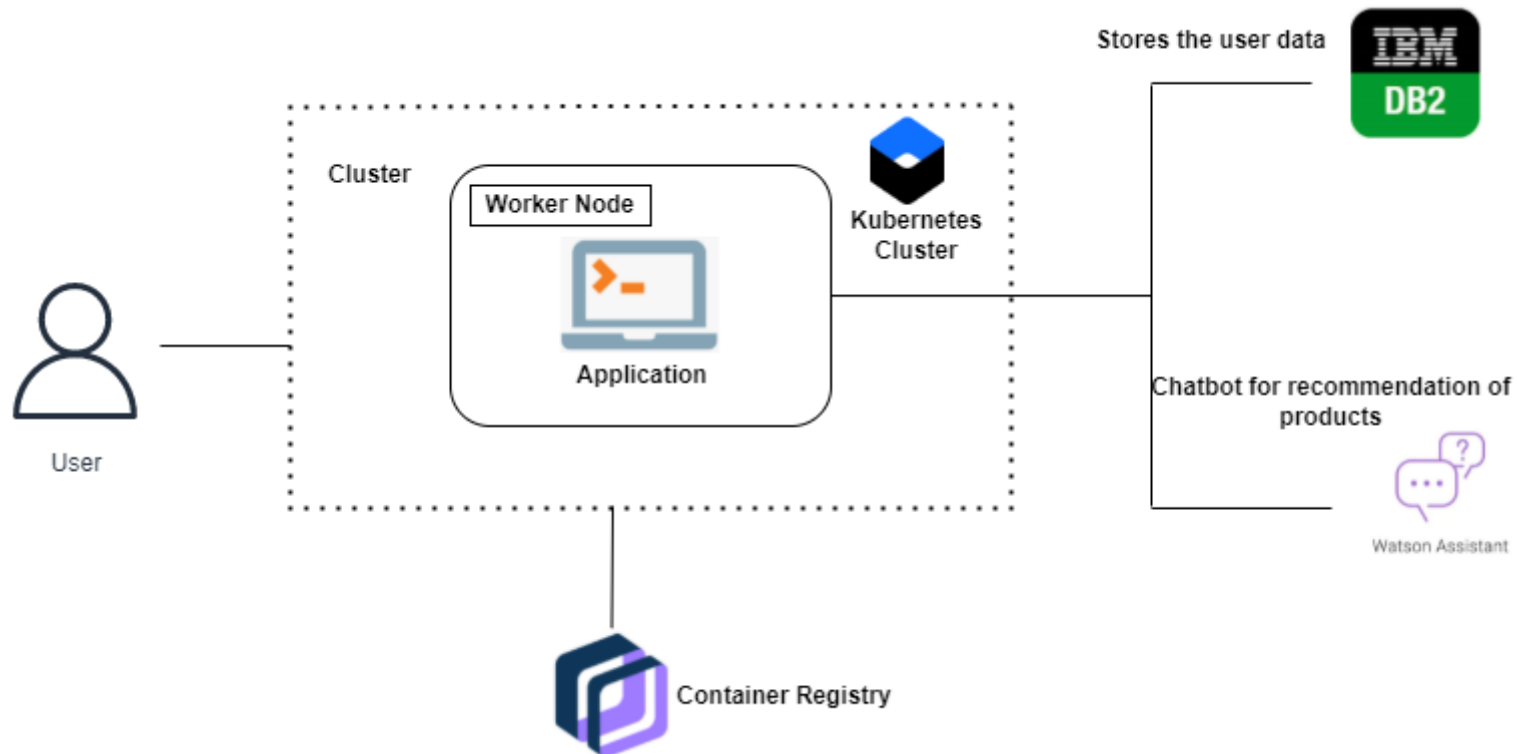 Stores the user data
IBM
DB2
Cluster
Worker Node
Kubernetes
Cluster
Application
User
Chatbot for recommendation of
products
?
Watson Assistant
Container Registry